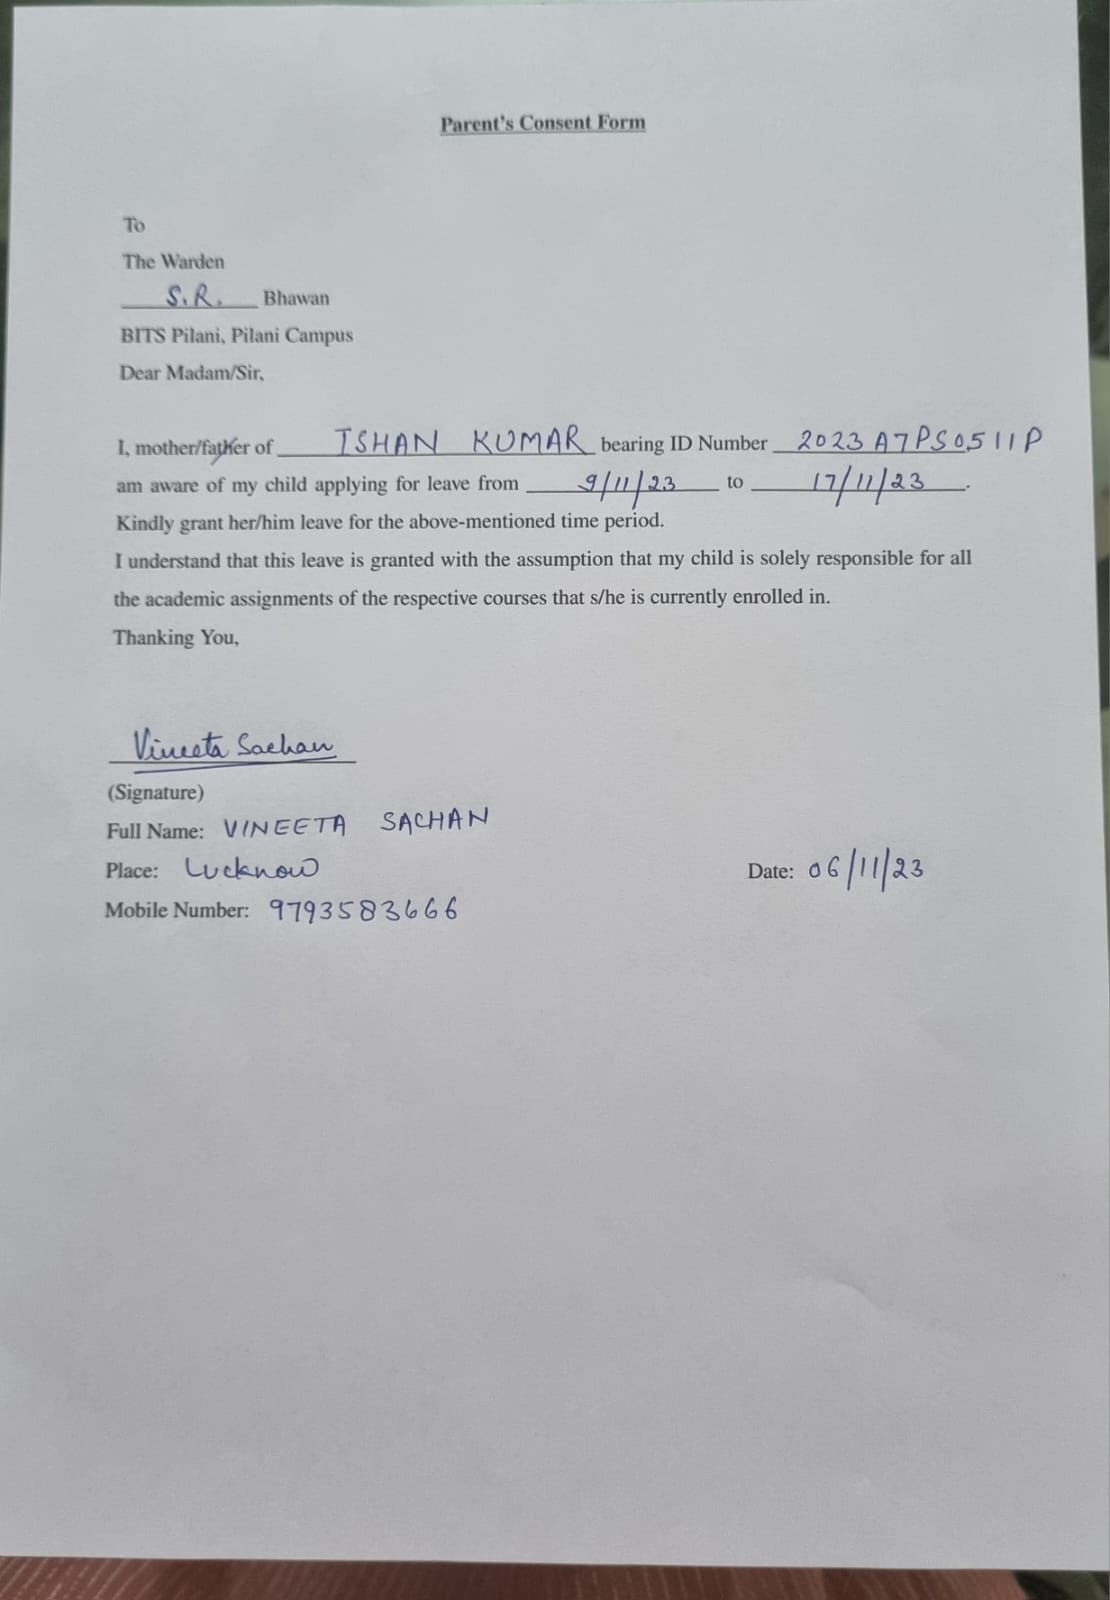 Parent's Consent Form
To
The Warden
S.R. Bhawan
BITS Pilani, Pilani Campus
Dear Madam/Sir,
I, mother/father of ISHAN KUMAR bearing ID Number 2023A7PS0511P
am aware of my child applying for leave from 9/11/23 to 17/11/23.
Kindly grant her/him leave for the above-mentioned time period.
I understand that this leave is granted with the assumption that my child is solely responsible for all
the academic assignments of the respective courses that s/he is currently enrolled in.
Thanking You,
Vineeta Sachan
(Signature)
Full Name: VINEETA SACHAN
Place: Lucknow Date: 06/11/23
Mobile Number: 9793583666